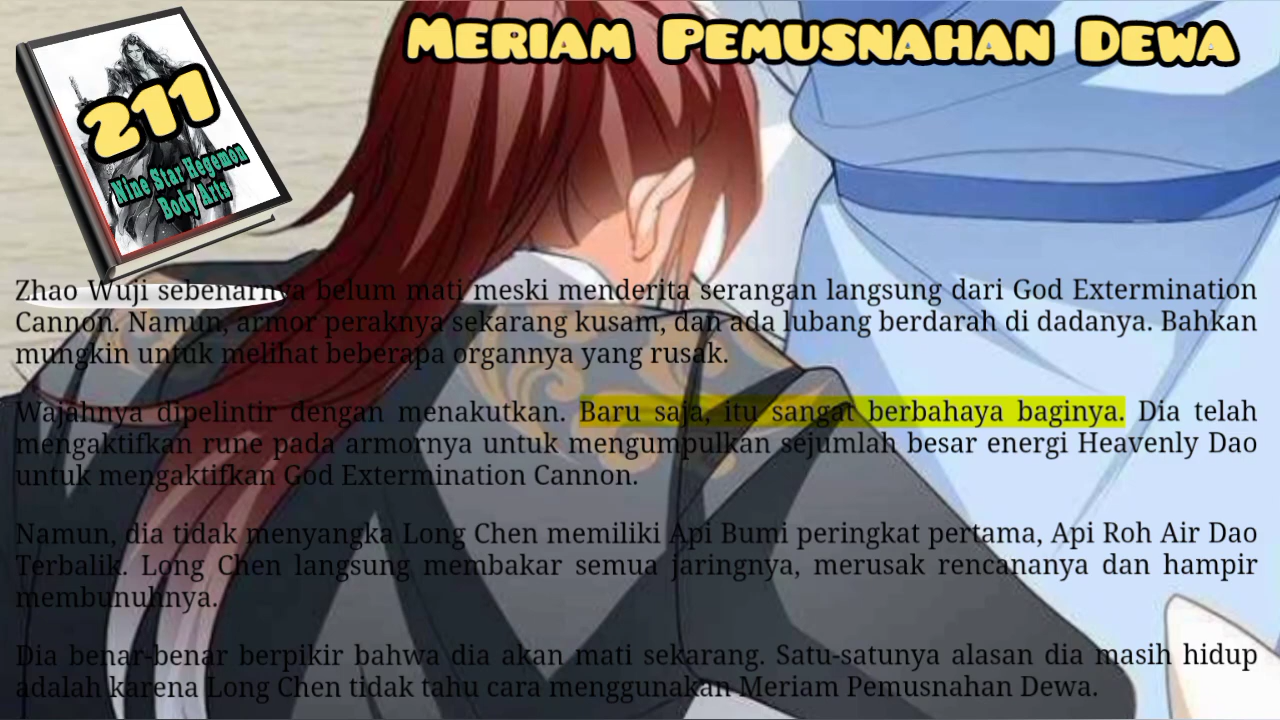 Meriam Pemusnahan Dewa
211
Nine Star Hegemon
Body Arts
Zhao Wuji sebenarnya belum mati meski menderita serangan langsung dari God Extermination
Cannon. Namun, armor peraknya sekarang kusam, dan ada lubang berdarah di dadanya. Bahkan
mungkin untuk melihat beberapa organnya yang rusak.
Wajahnya dipelintir dengan menakutkan. Baru saja, itu sangat berbahaya baginya. Dia telah
mengaktifkan rune pada armornya untuk mengumpulkan sejumlah besar energi Heavenly Dao
untuk mengaktifkan God Extermination Cannon.
Namun, dia tidak menyangka Long Chen memiliki Api Bumi peringkat pertama, Api Roh Air Dao
Terbalik. Long Chen langsung membakar semua jaringnya, merusak rencananya dan hampir
membunuhnya.
Dia benar-benar berpikir bahwa dia akan mati sekarang. Satu-satunya alasan dia masih hidup
adalah karena Long Chen tidak tahu cara menggunakan Meriam Pemusnahan Dewa.